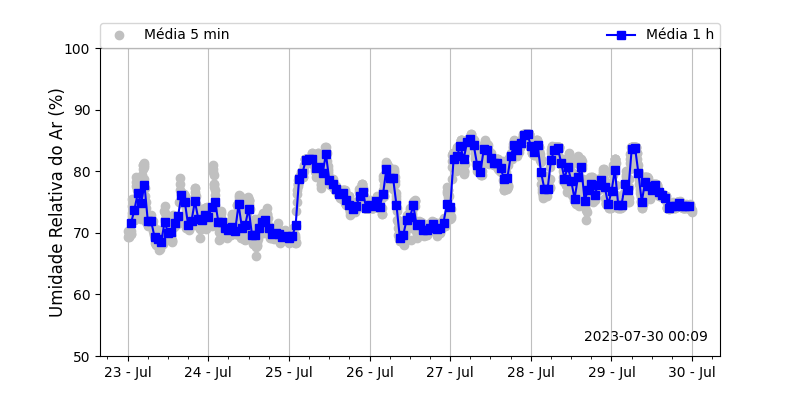 Média 5 min
Média 1 h
Umidade Relativa do Ar (%)
100
90
80
70
60
50
2023-07-30 00:09
23 - Jul
24 - Jul
25 - Jul
26 - Jul
27 - Jul
28 - Jul
29 - Jul
30 - Jul